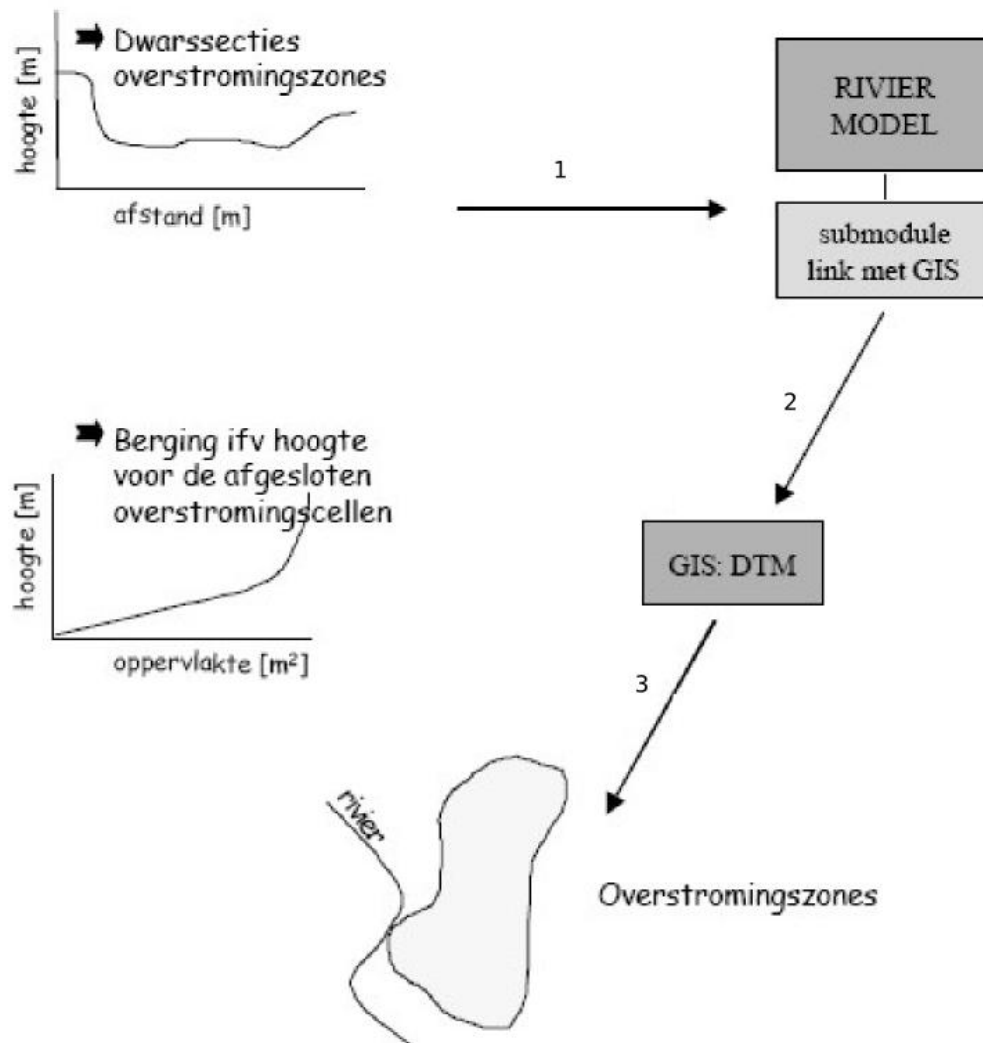 Dwarssecties
overstromingszones
hoogte [m]
afstand [m]
1
RIVIER
MODEL
submodule
link met GIS
2
Berging ifv hoogte
voor de afgesloten
overstromingscellen
hoogte [m]
oppervlakte [m²]
GIS: DTM
3
rivier
Overstromingszones